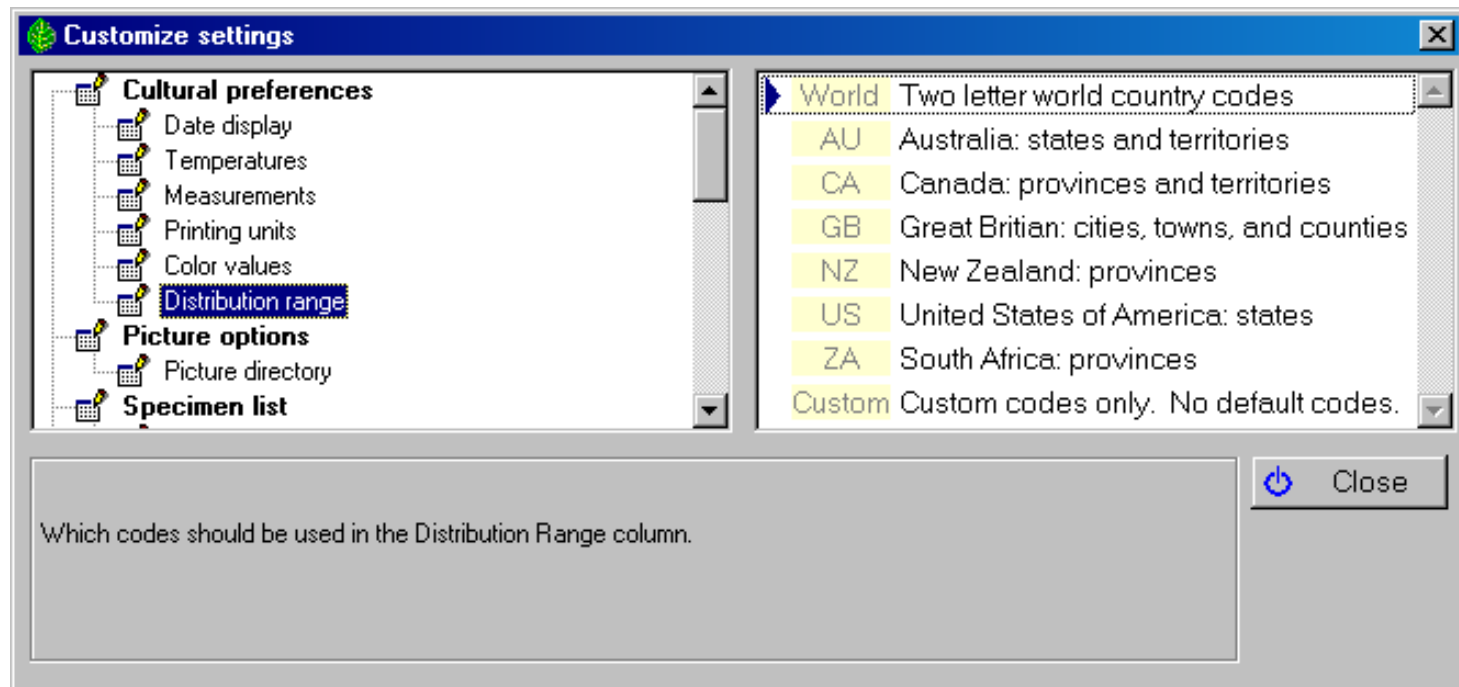 Customize settings
Cultural preferences
Date display
Temperatures
Measurements
Printing units
Color values
Distribution range
Picture options
Picture directory
Specimen list
World Two letter world country codes
AU Australia: states and territories
CA Canada: provinces and territories
GB Great Britian: cities, towns, and counties
NZ New Zealand: provinces
US United States of America: states
ZA South Africa: provinces
Custom Custom codes only. No default codes.
Which codes should be used in the Distribution Range column.
Close